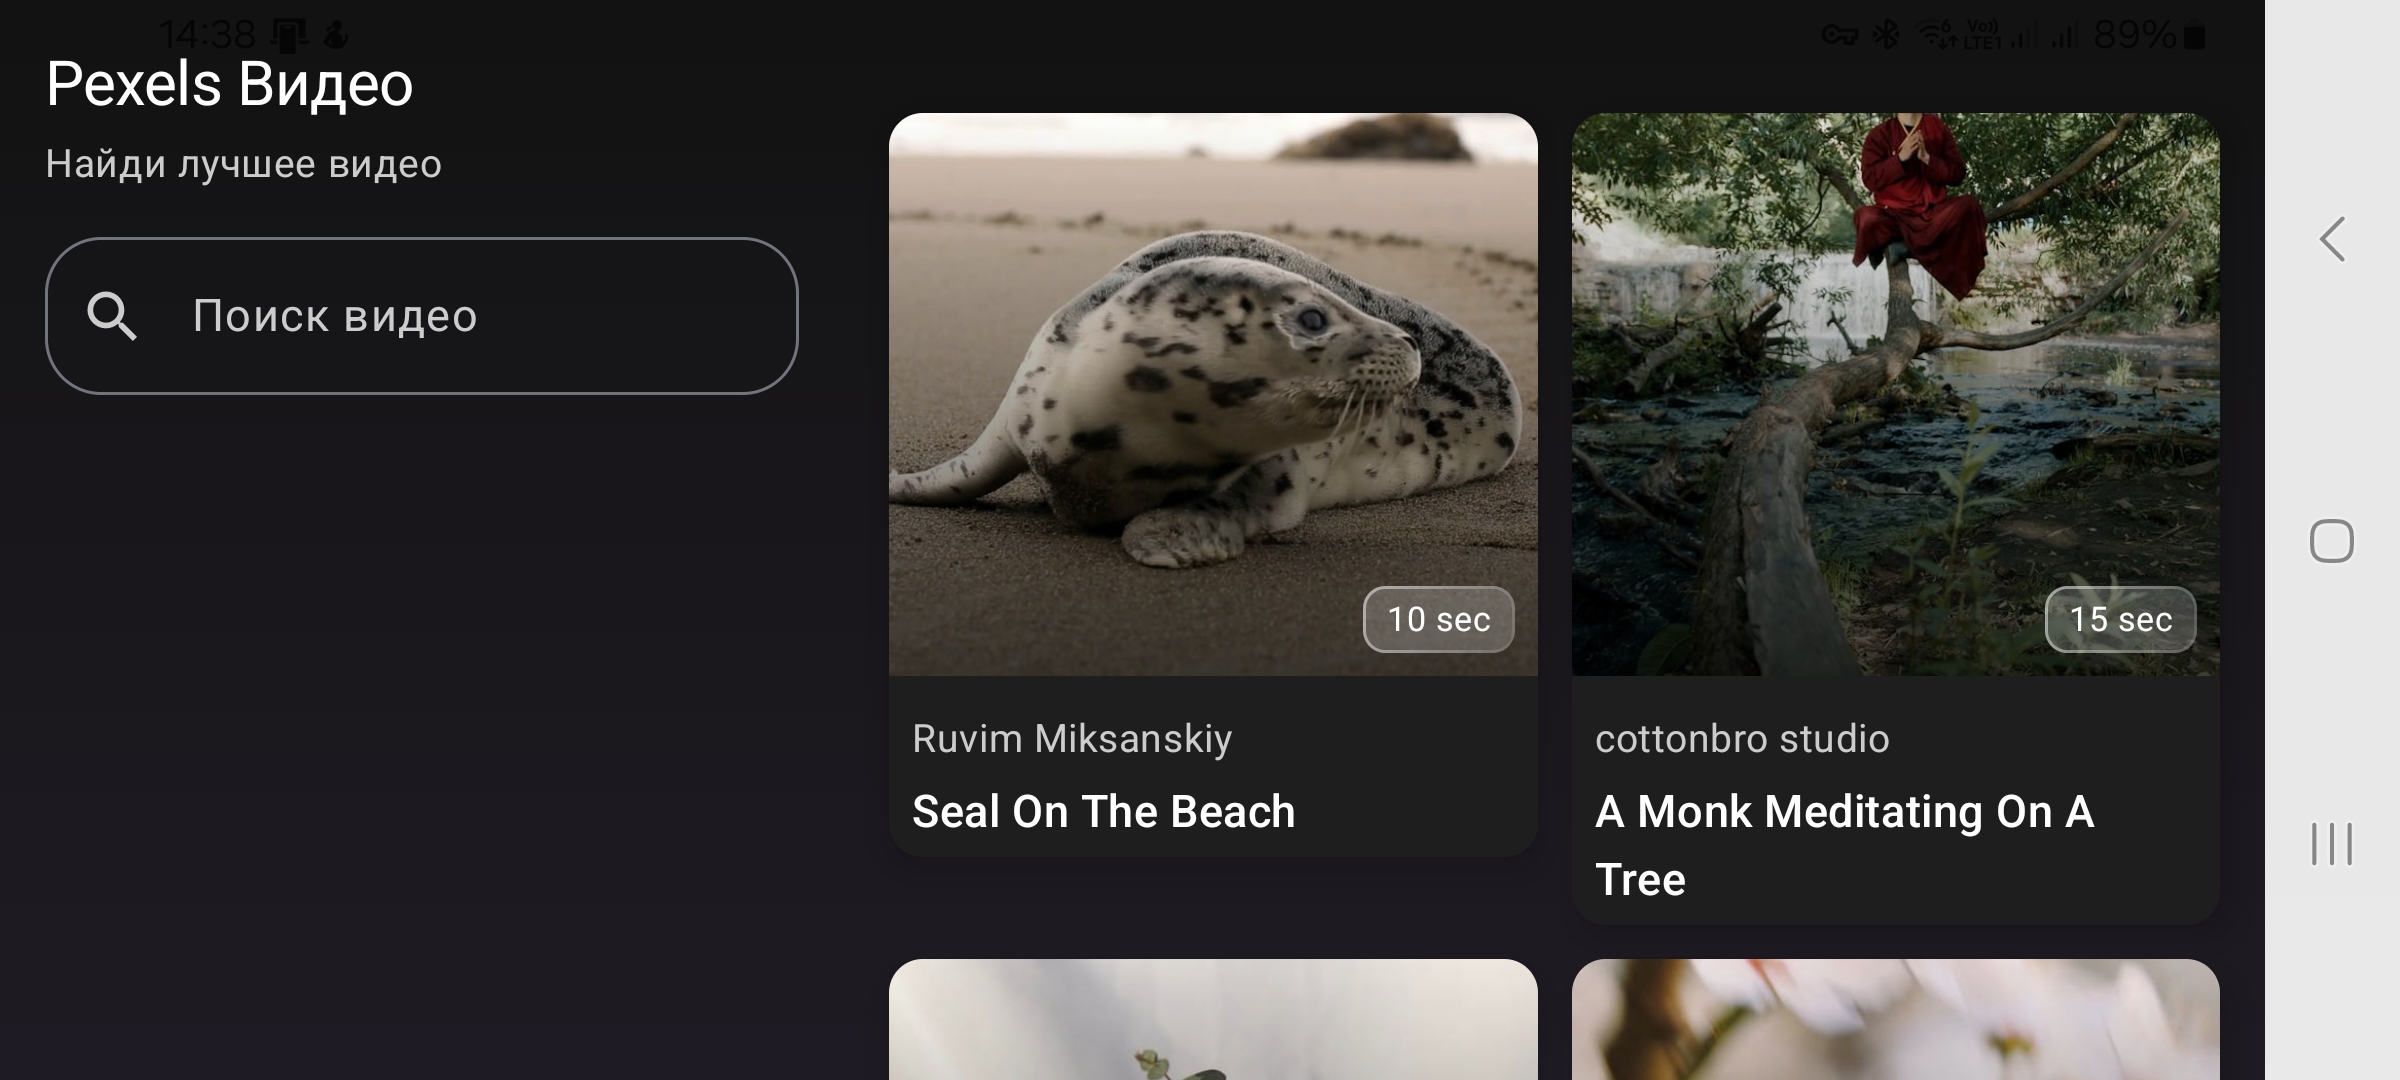 14:38
Vo)) LTE1 89%
Pexels Видео
Найди лучшее видео
Поиск видео
10 sec
Ruvim Miksanskiy
Seal On The Beach
15 sec
cottonbro studio
A Monk Meditating On A
Tree